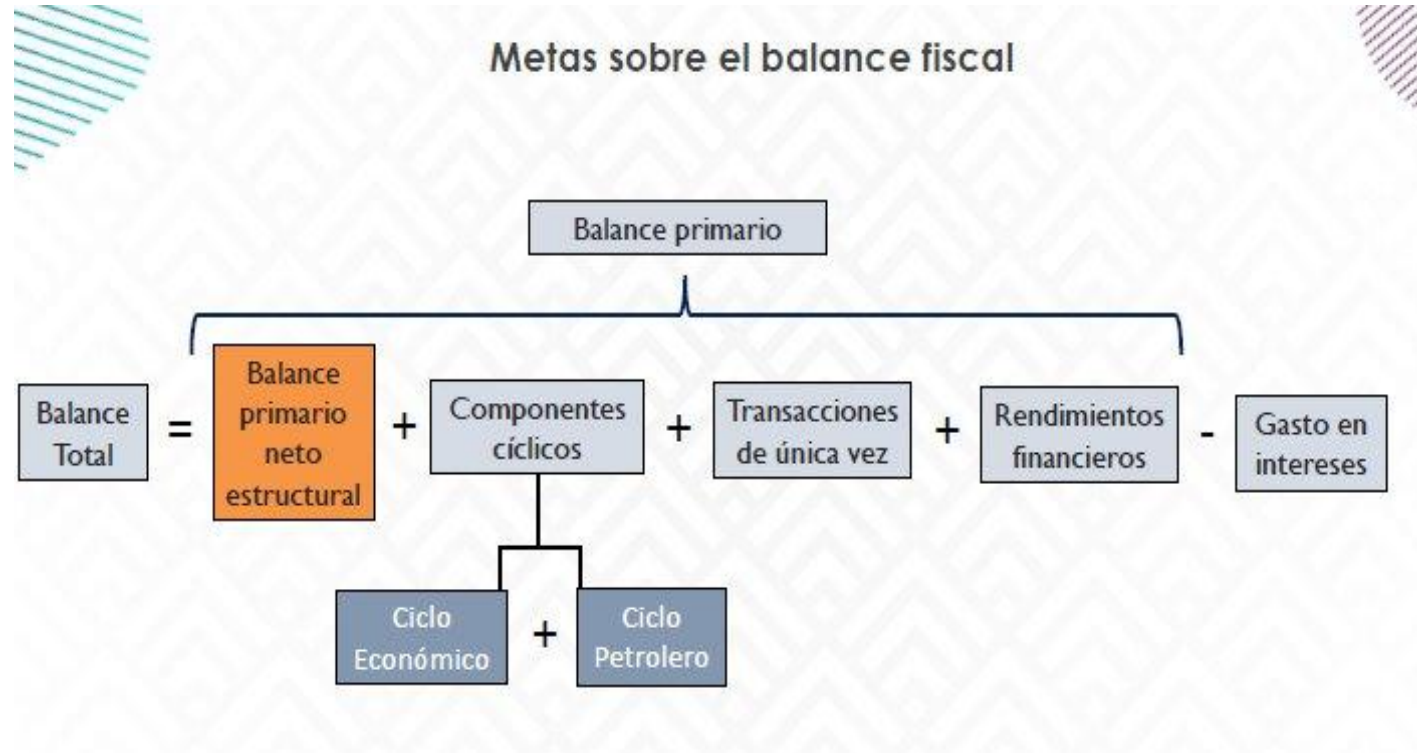 Metas sobre el balance fiscal
Balance primario
Balance
Total
=
Balance
primario
neto
estructural
+
Componentes
cíclicos
+
Transacciones
de única vez
+
Rendimientos
financieros
-
Gasto en
intereses
Ciclo
Económico
+
Ciclo
Petrolero